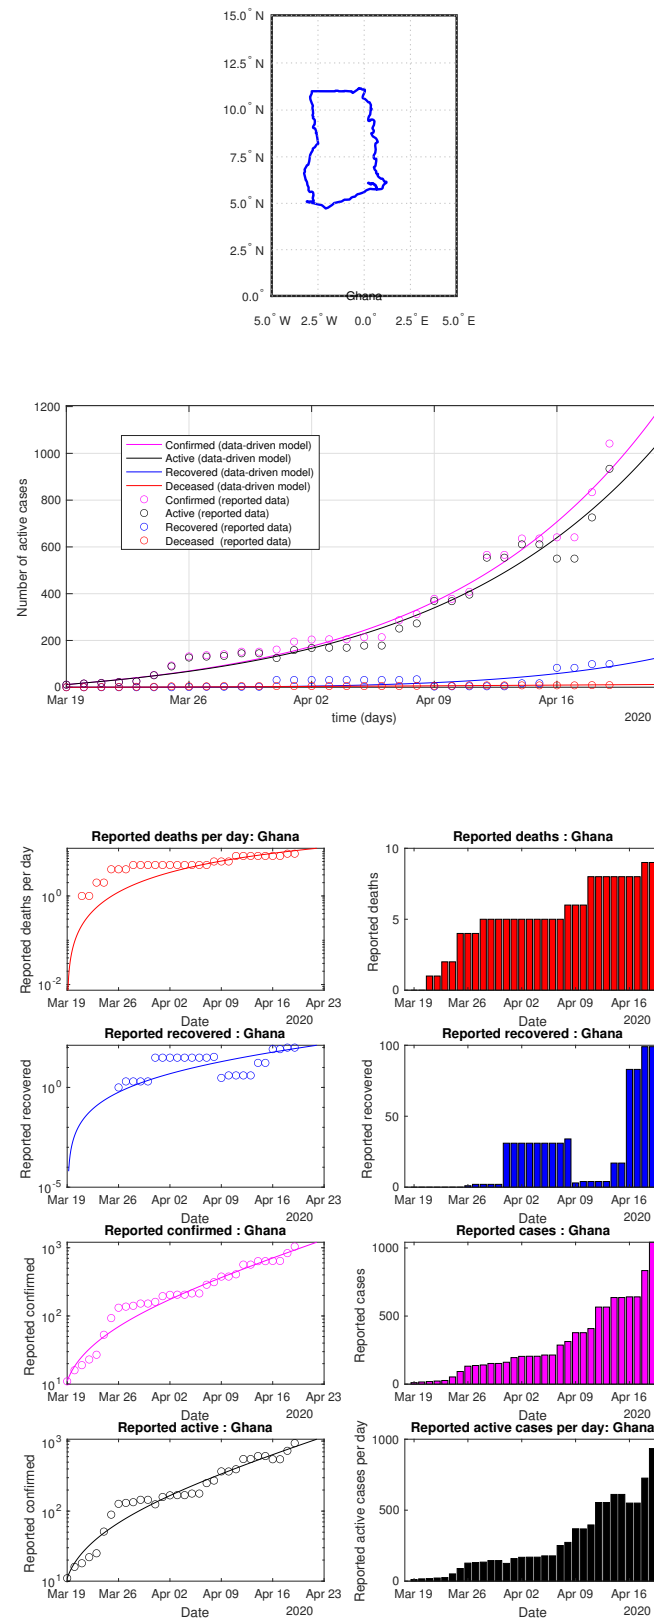 15.0° N
12.5° N
10.0° N
7.5° N
5.0° N
2.5° N
0.0°
Ghana
5.0° W 2.5° W 0.0° 2.5° E 5.0° E
1200
1000
800
600
400
200
0
Number of active cases
Confirmed (data-driven model)
Active (data-driven model)
Recovered (data-driven model)
Deceased (data-driven model)
Confirmed (reported data)
Active (reported data)
Recovered (reported data)
Deceased (reported data)
Mar 19 Mar 26 Apr 02 Apr 09 Apr 16
time (days) 2020
Reported deaths per day: Ghana
Reported deaths per day
10^0
10^-2
Mar 19 Mar 26 Apr 02 Apr 09 Apr 16 Apr 23
Date 2020
Reported deaths : Ghana
Reported deaths
10
5
0
Mar 19 Mar 26 Apr 02 Apr 09 Apr 16
Date 2020
Reported recovered : Ghana
Reported recovered
10^0
10^-5
Mar 19 Mar 26 Apr 02 Apr 09 Apr 16 Apr 23
Date 2020
Reported recovered : Ghana
Reported recovered
100
50
0
Mar 19 Mar 26 Apr 02 Apr 09 Apr 16
Date 2020
Reported confirmed : Ghana
Reported confirmed
10^3
10^2
10^1
Mar 19 Mar 26 Apr 02 Apr 09 Apr 16 Apr 23
Date 2020
Reported cases : Ghana
Reported cases
1000
500
0
Mar 19 Mar 26 Apr 02 Apr 09 Apr 16
Date 2020
Reported active : Ghana
Reported confirmed
10^3
10^2
10^1
Mar 19 Mar 26 Apr 02 Apr 09 Apr 16 Apr 23
Date 2020
Reported active cases per day: Ghana
Reported active cases per day
1000
500
0
Mar 19 Mar 26 Apr 02 Apr 09 Apr 16
Date 2020